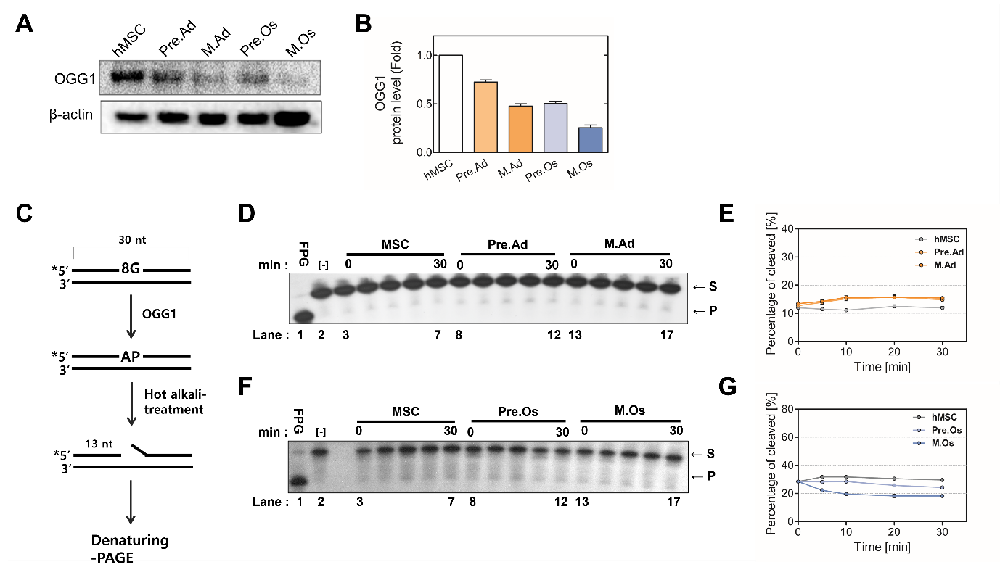 A
hMSC
Pre.Ad
M.Ad
Pre.Os
M.Os
OGG1
β-actin
B
OGG1
protein level (Fold)
1.0
0.5
0.0
hMSC
Pre.Ad
M.Ad
Pre.Os
M.Os
C
30 nt
*5' 8G
3'
OGG1
*5' AP
3'
Hot alkali-
treatment
13 nt
*5'
3'
Denaturing
-PAGE
D
FPG
MSC Pre.Ad M.Ad
min : [-] 0 30 0 30 0 30
← S
← P
Lane : 1 2 3 7 8 12 13 17
E
Percentage of cleaved [%]
40
30
20
10
0
hMSC
Pre.Ad
M.Ad
0 10 20 30
Time [min]
F
FPG
MSC Pre.Os M.Os
min : [-] 0 30 0 30 0 30
← S
← P
Lane : 1 2 3 7 8 12 13 17
G
Percentage of cleaved [%]
80
60
40
20
0
hMSC
Pre.Os
M.Os
0 10 20 30
Time [min]